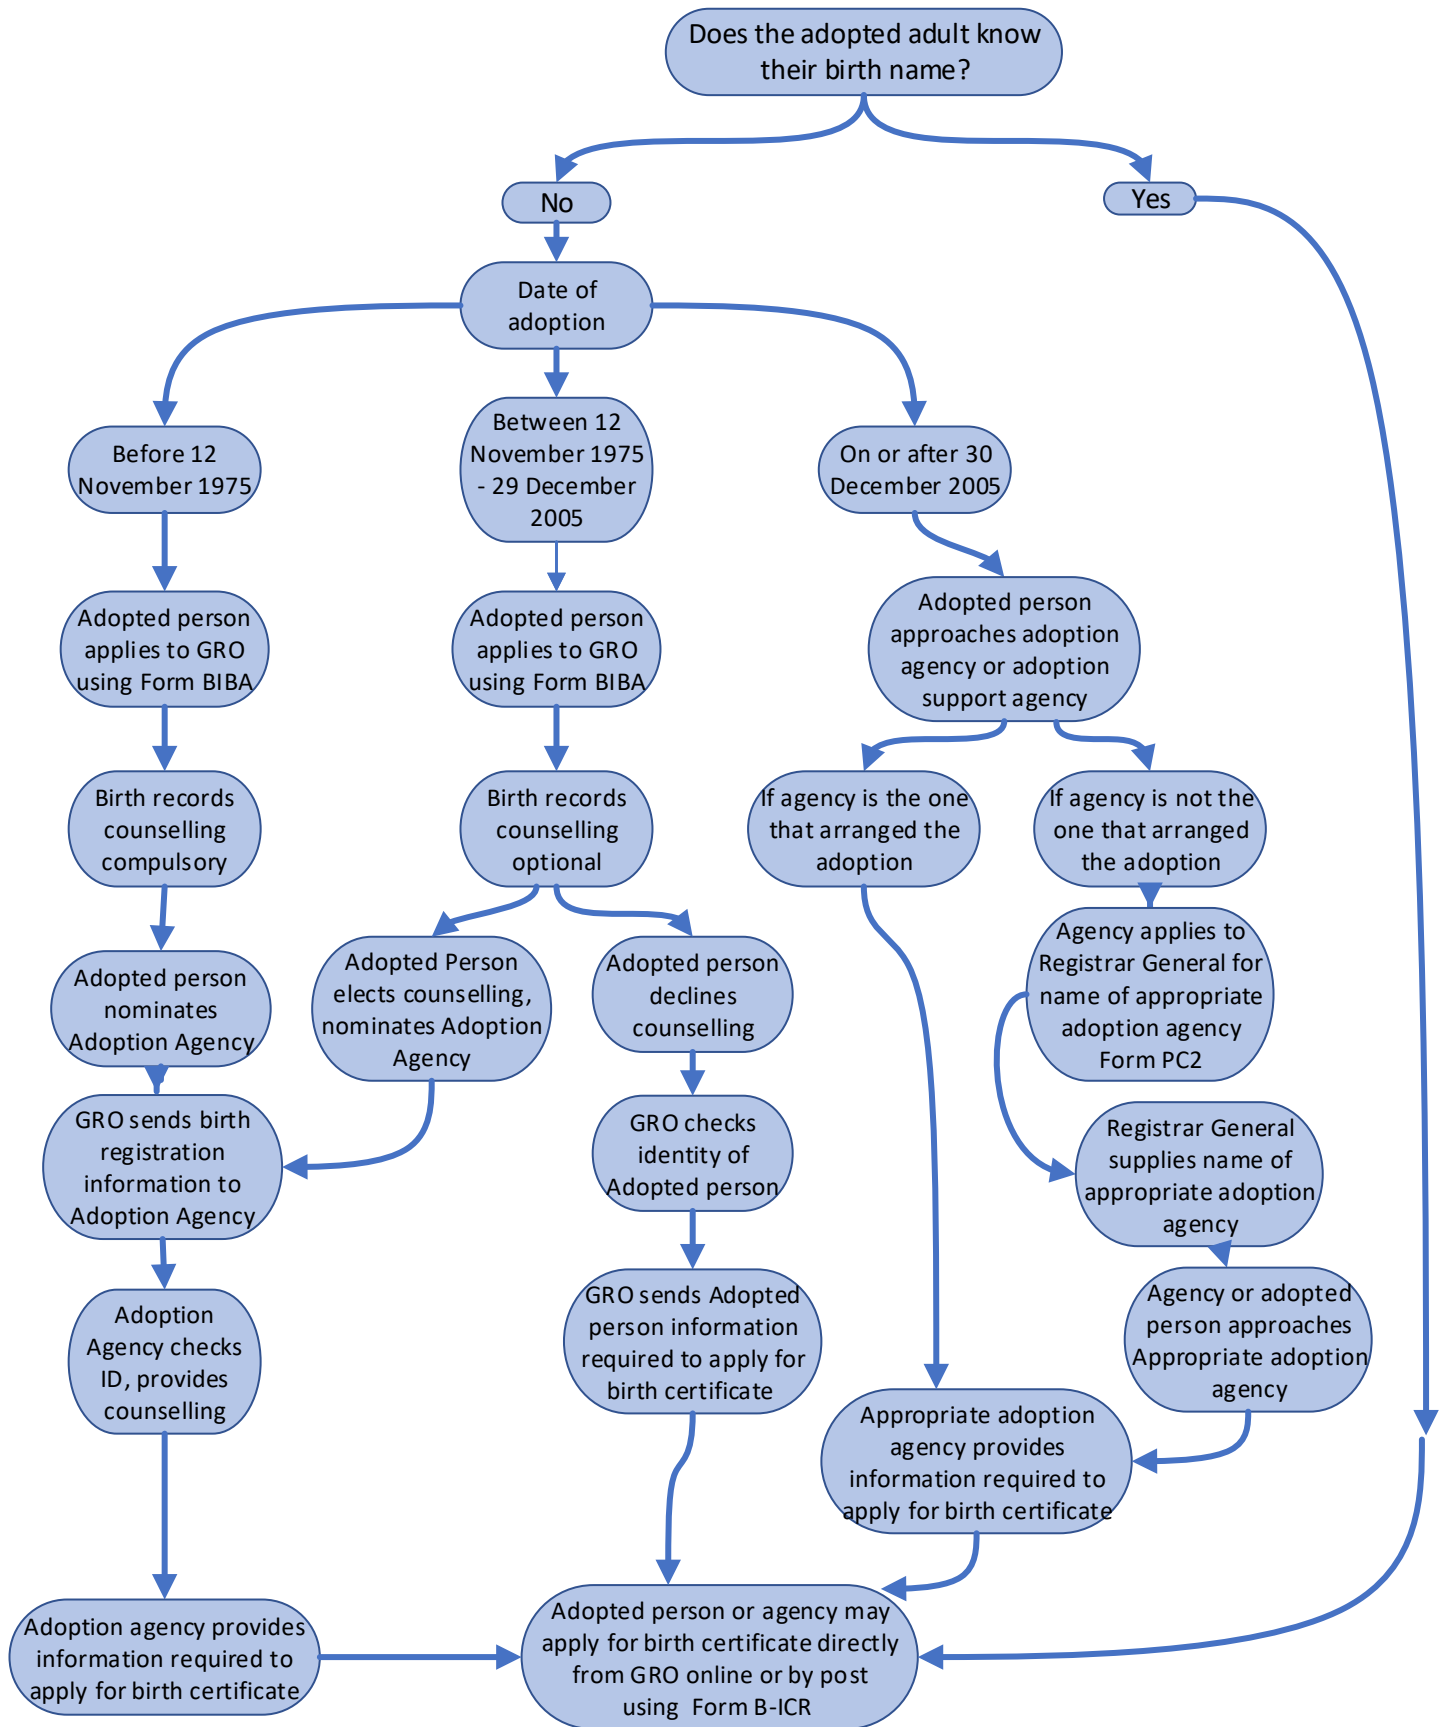 Does the adopted adult know
their birth name?
No
Yes
Date of
adoption
Before 12
November 1975
Between 12
November 1975
- 29 December
2005
On or after 30
December 2005
Adopted person
applies to GRO
using Form BIBA
Adopted person
applies to GRO
using Form BIBA
Adopted person
approaches adoption
agency or adoption
support agency
Birth records
counselling
compulsory
Birth records
counselling
optional
If agency is the one
that arranged the
adoption
If agency is not the
one that arranged
the adoption
Adopted person
nominates
Adoption Agency
Adopted Person
elects counselling,
nominates Adoption
Agency
Adopted person
declines
counselling
Agency applies to
Registrar General for
name of appropriate
adoption agency
Form PC2
GRO sends birth
registration
information to
Adoption Agency
GRO checks
identity of
Adopted person
Registrar General
supplies name of
appropriate adoption
agency
Adoption
Agency checks
ID, provides
counselling
GRO sends Adopted
person information
required to apply for
birth certificate
Agency or adopted
person approaches
Appropriate adoption
agency
Appropriate adoption
agency provides
information required to
apply for birth certificate
Adoption agency provides
information required to
apply for birth certificate
Adopted person or agency may
apply for birth certificate directly
from GRO online or by post
using  Form B-ICR